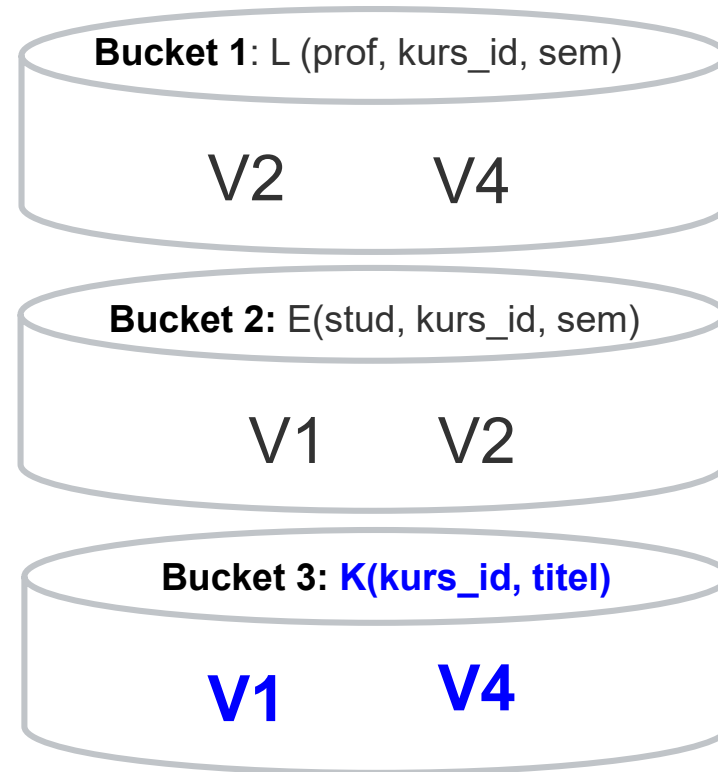 Bucket 1: L (prof, kurs_id, sem)
V2 V4
Bucket 2: E(stud, kurs_id, sem)
V1 V2
Bucket 3: K(kurs_id, titel)
V1 V4